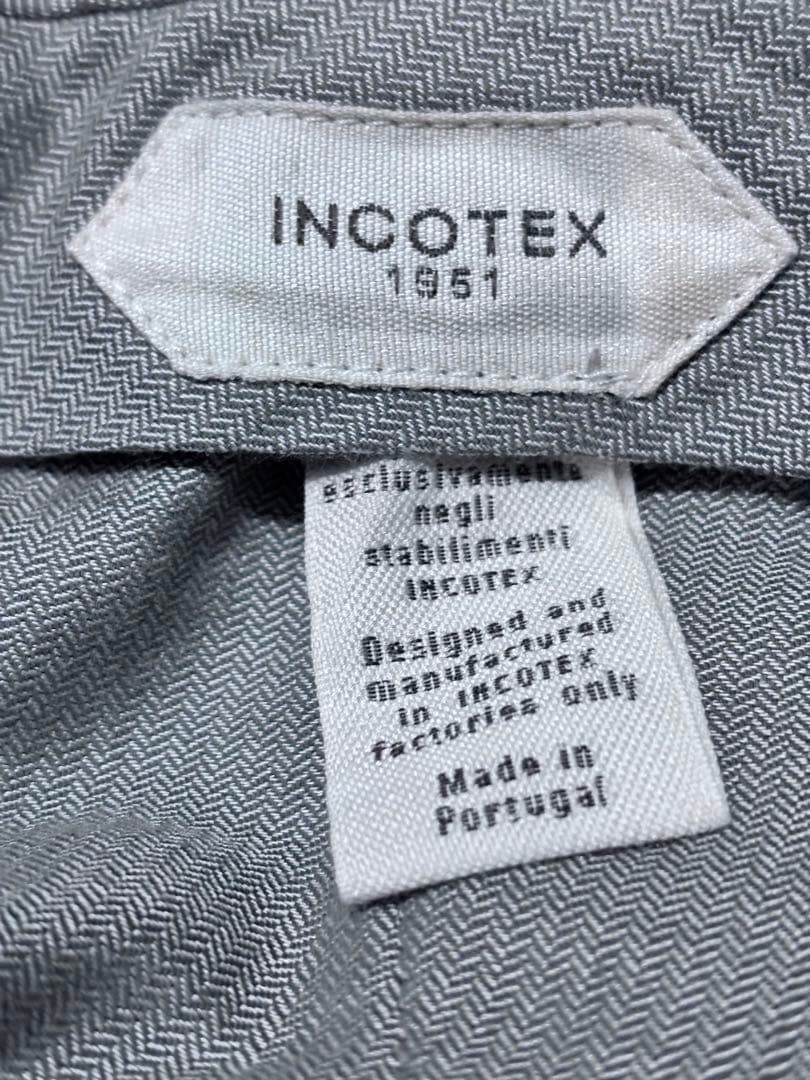 INCOTEX
1951
esclusivamente
negli
stabilimenti
INCOTEX
Designed and
manufactured
in INCOTEX
factories only
Made in
Portugal